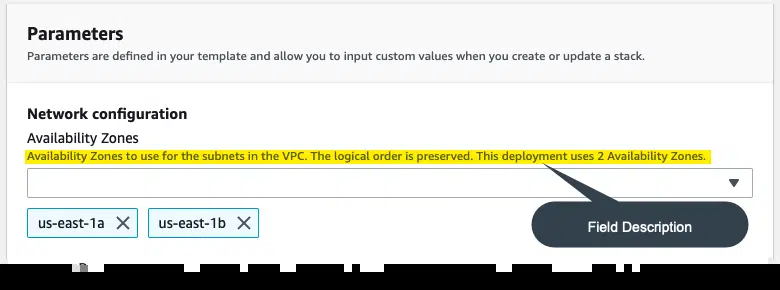 Parameters
Parameters are defined in your template and allow you to input custom values when you create or update a stack.
Network configuration
Availability Zones
Availability Zones to use for the subnets in the VPC. The logical order is preserved. This deployment uses 2 Availability Zones.
us-east-1a
us-east-1b
Field Description